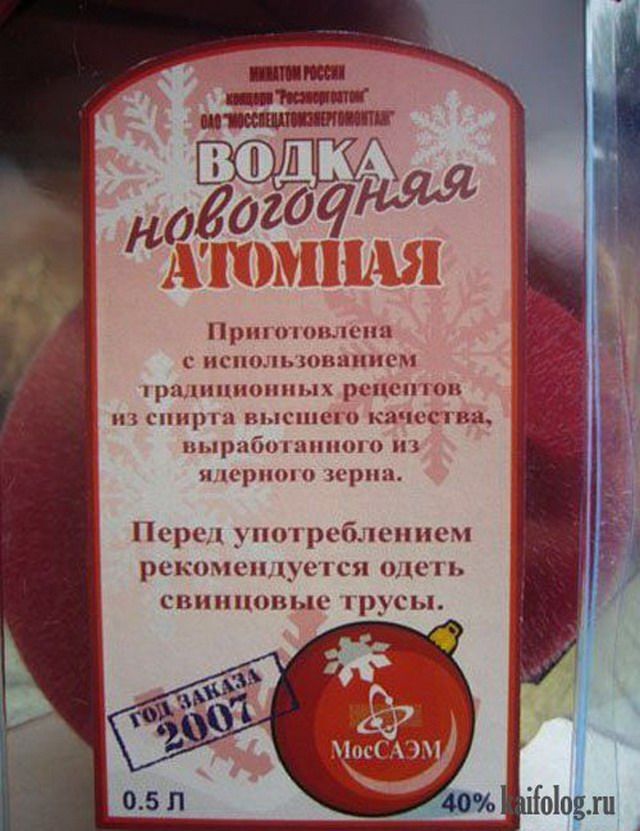 МИНАТОМ РОССИИ
концерн "Росэнергоатом"
ОАО "МОССПЕЦАТОМЭНЕРГОМОНТАЖ"
ВОДКА
новогодняя
АТОМНАЯ
Приготовлена
с использованием
традиционных рецептов
из спирта высшего качества,
выработанного из
ядерного зерна.
Перед употреблением
рекомендуется одеть
свинцовые трусы.
ГОД ЗАКАЗА
2007
МосСАЭМ
0.5 Л
40%
kaifolog.ru